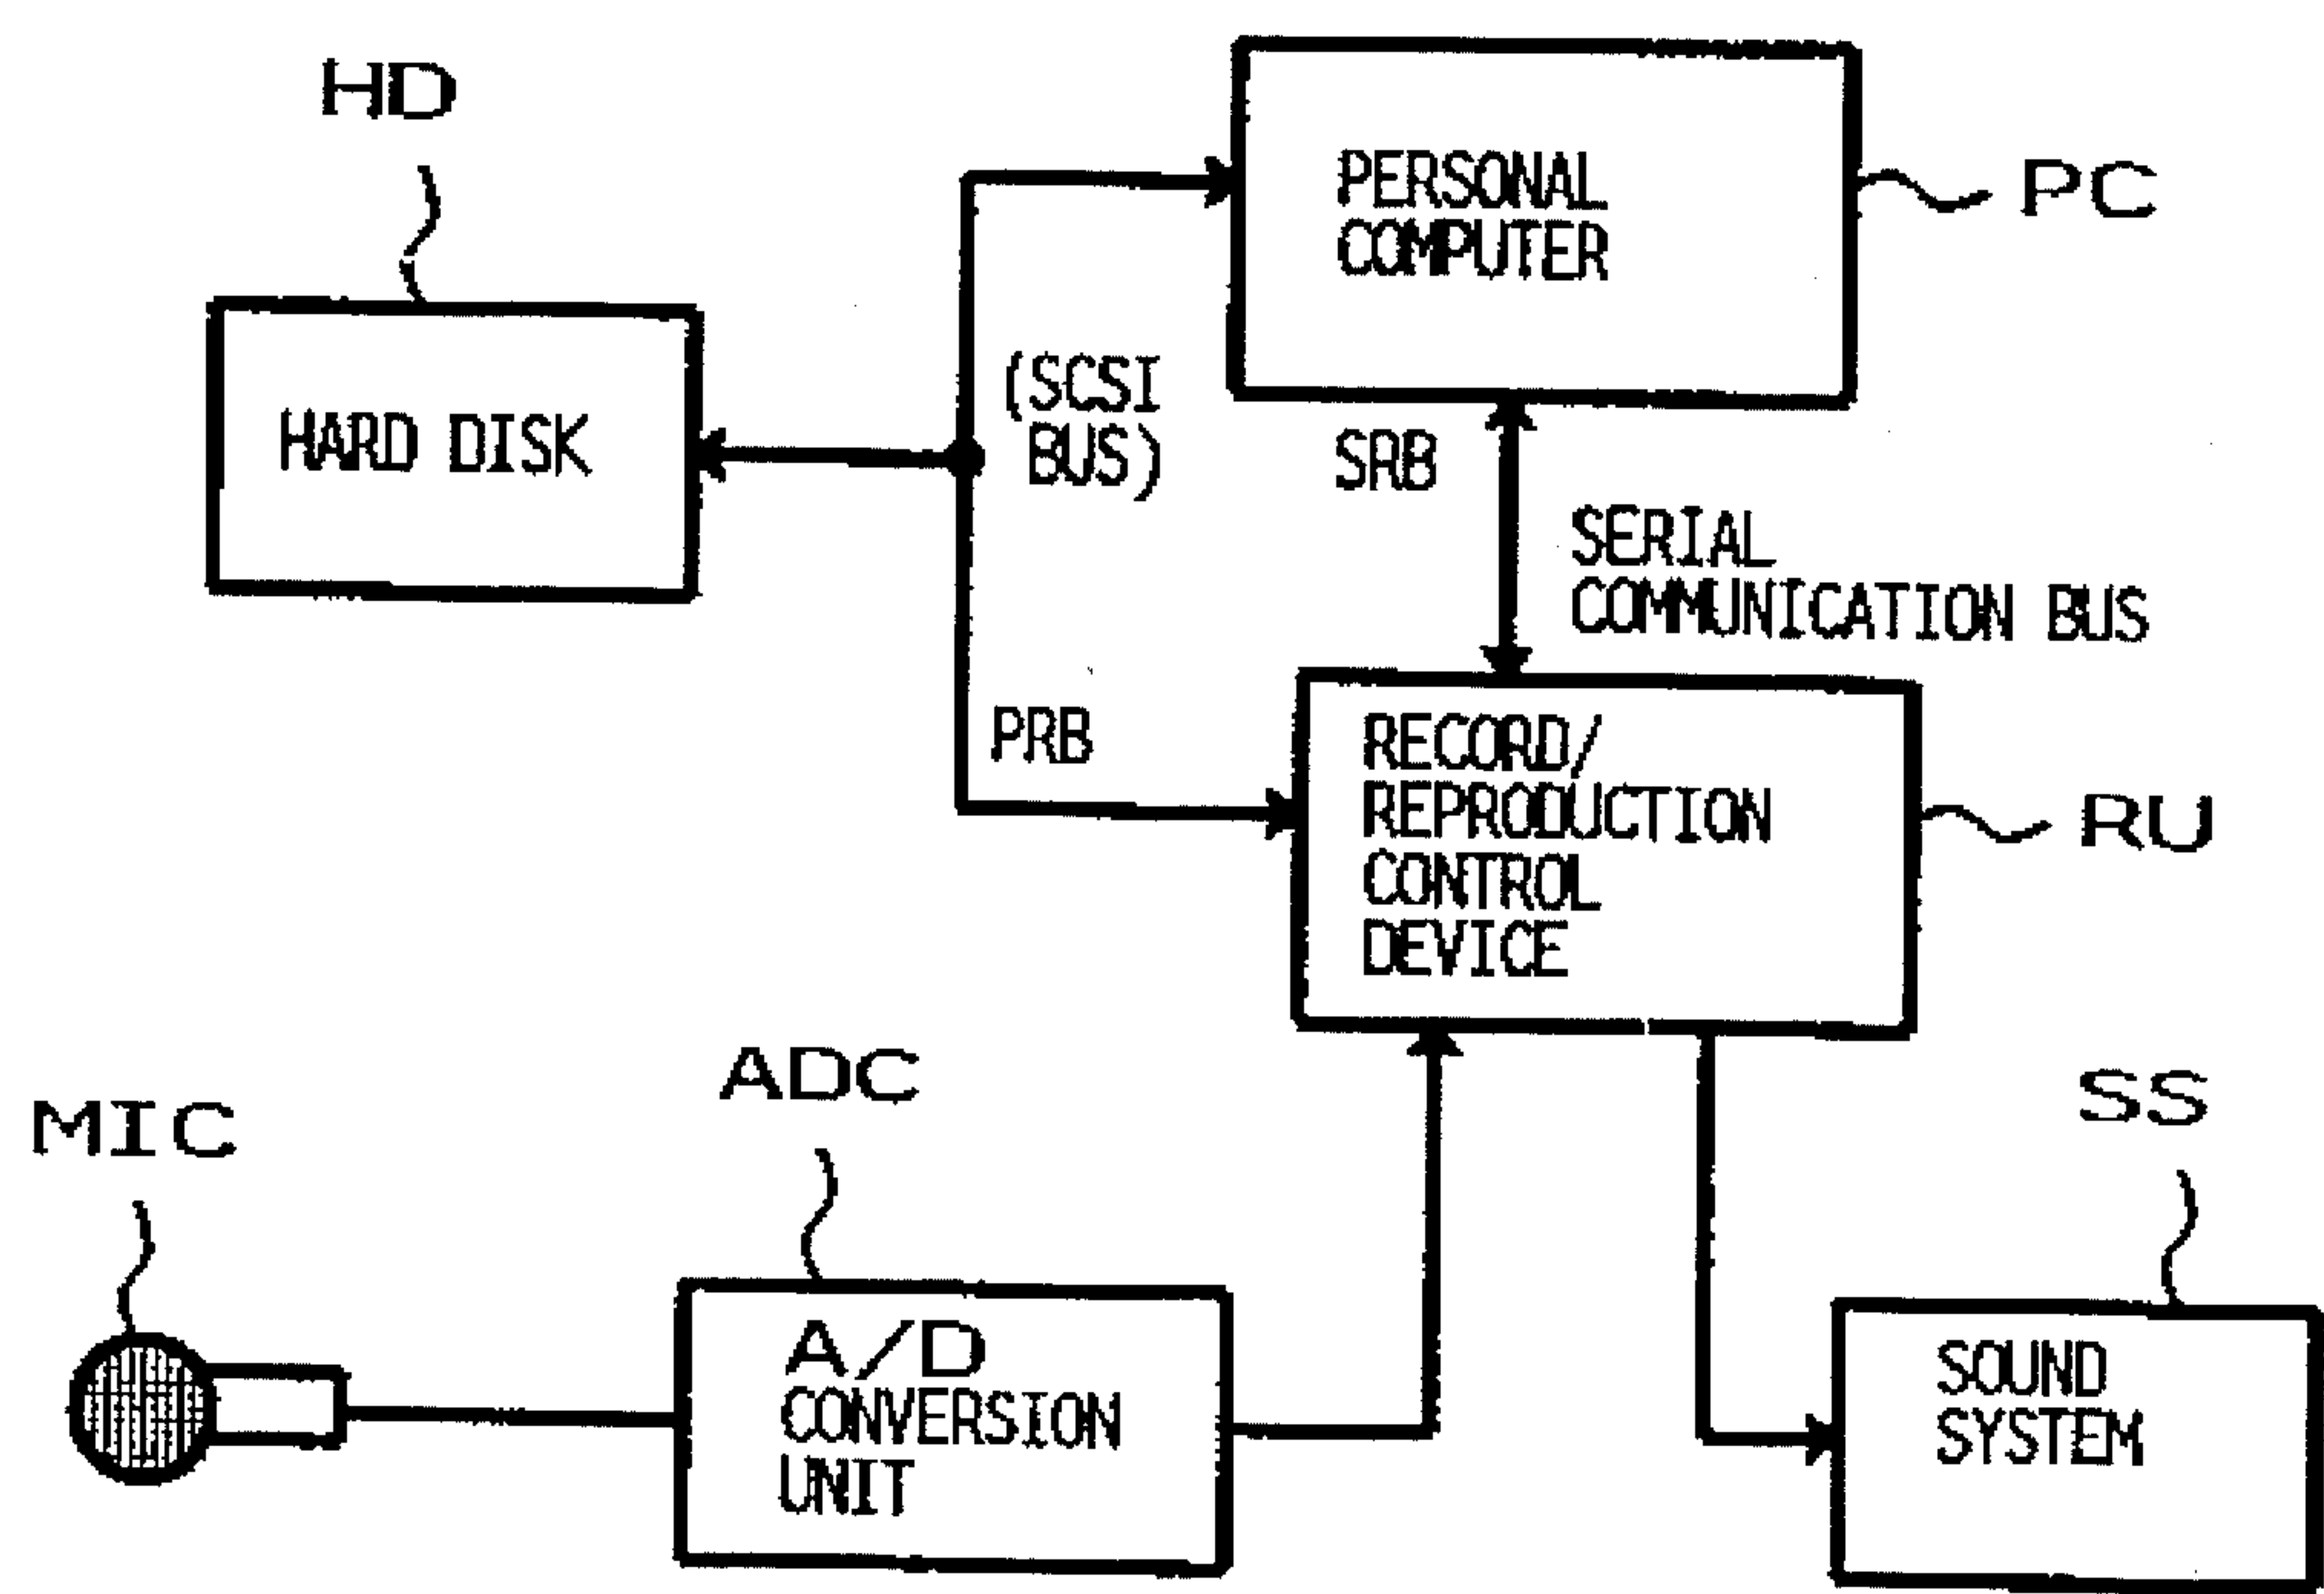 HD
PERSONAL
COMPUTER
PC
HARD DISK
(SCSI
BUS)
SRB
SERIAL
COMMUNICATION BUS
PRB
RECORD/
REPRODUCTION
CONTROL
DEVICE
RU
MIC
ADC
SS
A/D
CONVERSION
UNIT
SOUND
SYSTEM